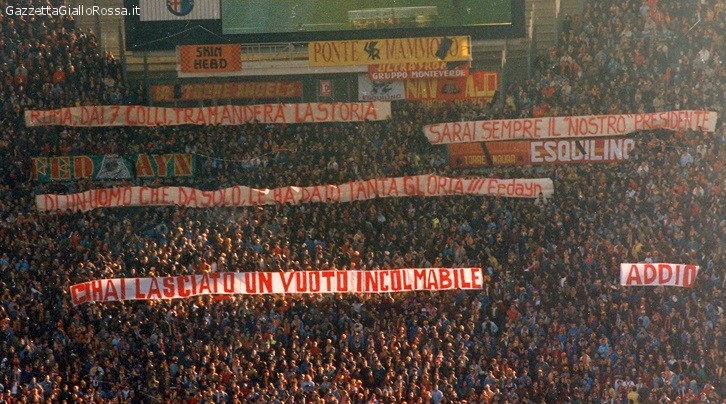 GazzettaGialloRossa.it
SKIN HEAD
PONTE MAMMOLO
GRUPPO MONTEVERDE
ROMA, DAI 7 COLLI, TRAMANDERÀ LA STORIA
SARAI SEMPRE IL "NOSTRO" PRESIDENTE
ESQUILINO
FEDAYN
DI UN UOMO CHE DA SOLO, LE HA DATO TANTA GLORIA!!! Fedayn
CI HAI LASCIATO UN VUOTO INCOLMABILE
ADDIO